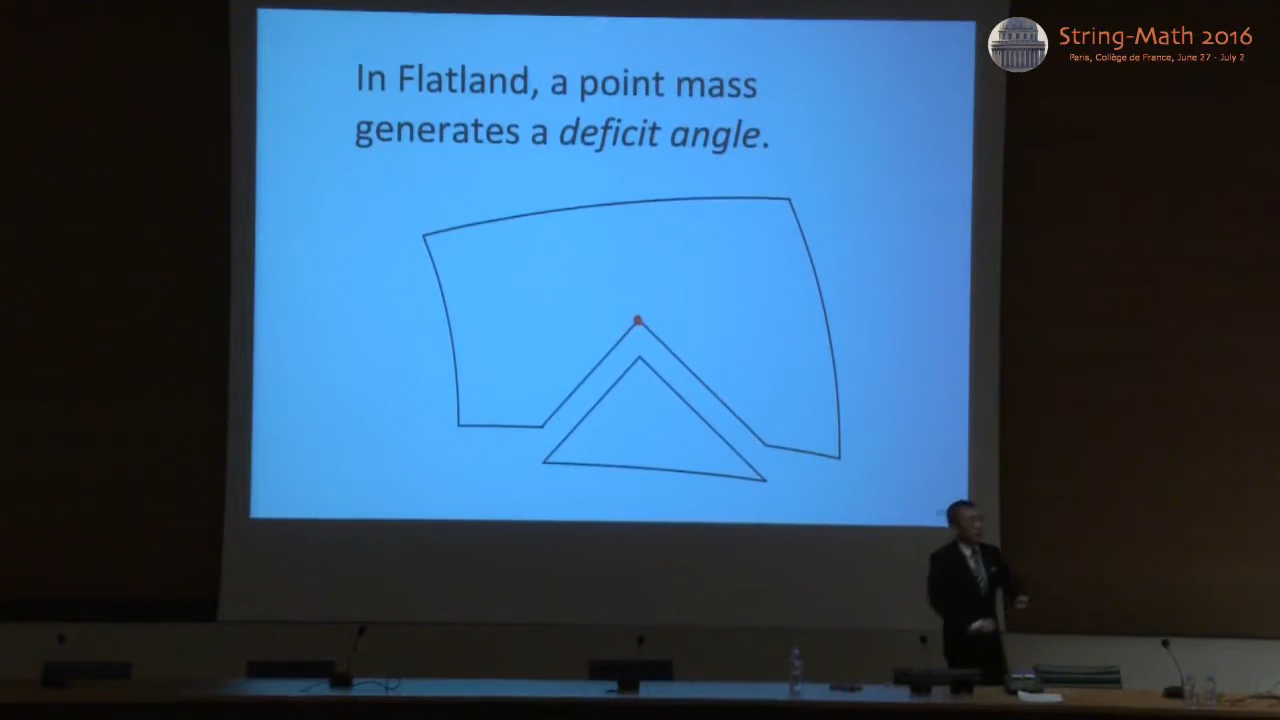 In Flatland, a point mass
generates a deficit angle.
String-Math 2016
Paris, Collège de France, June 27 - July 2